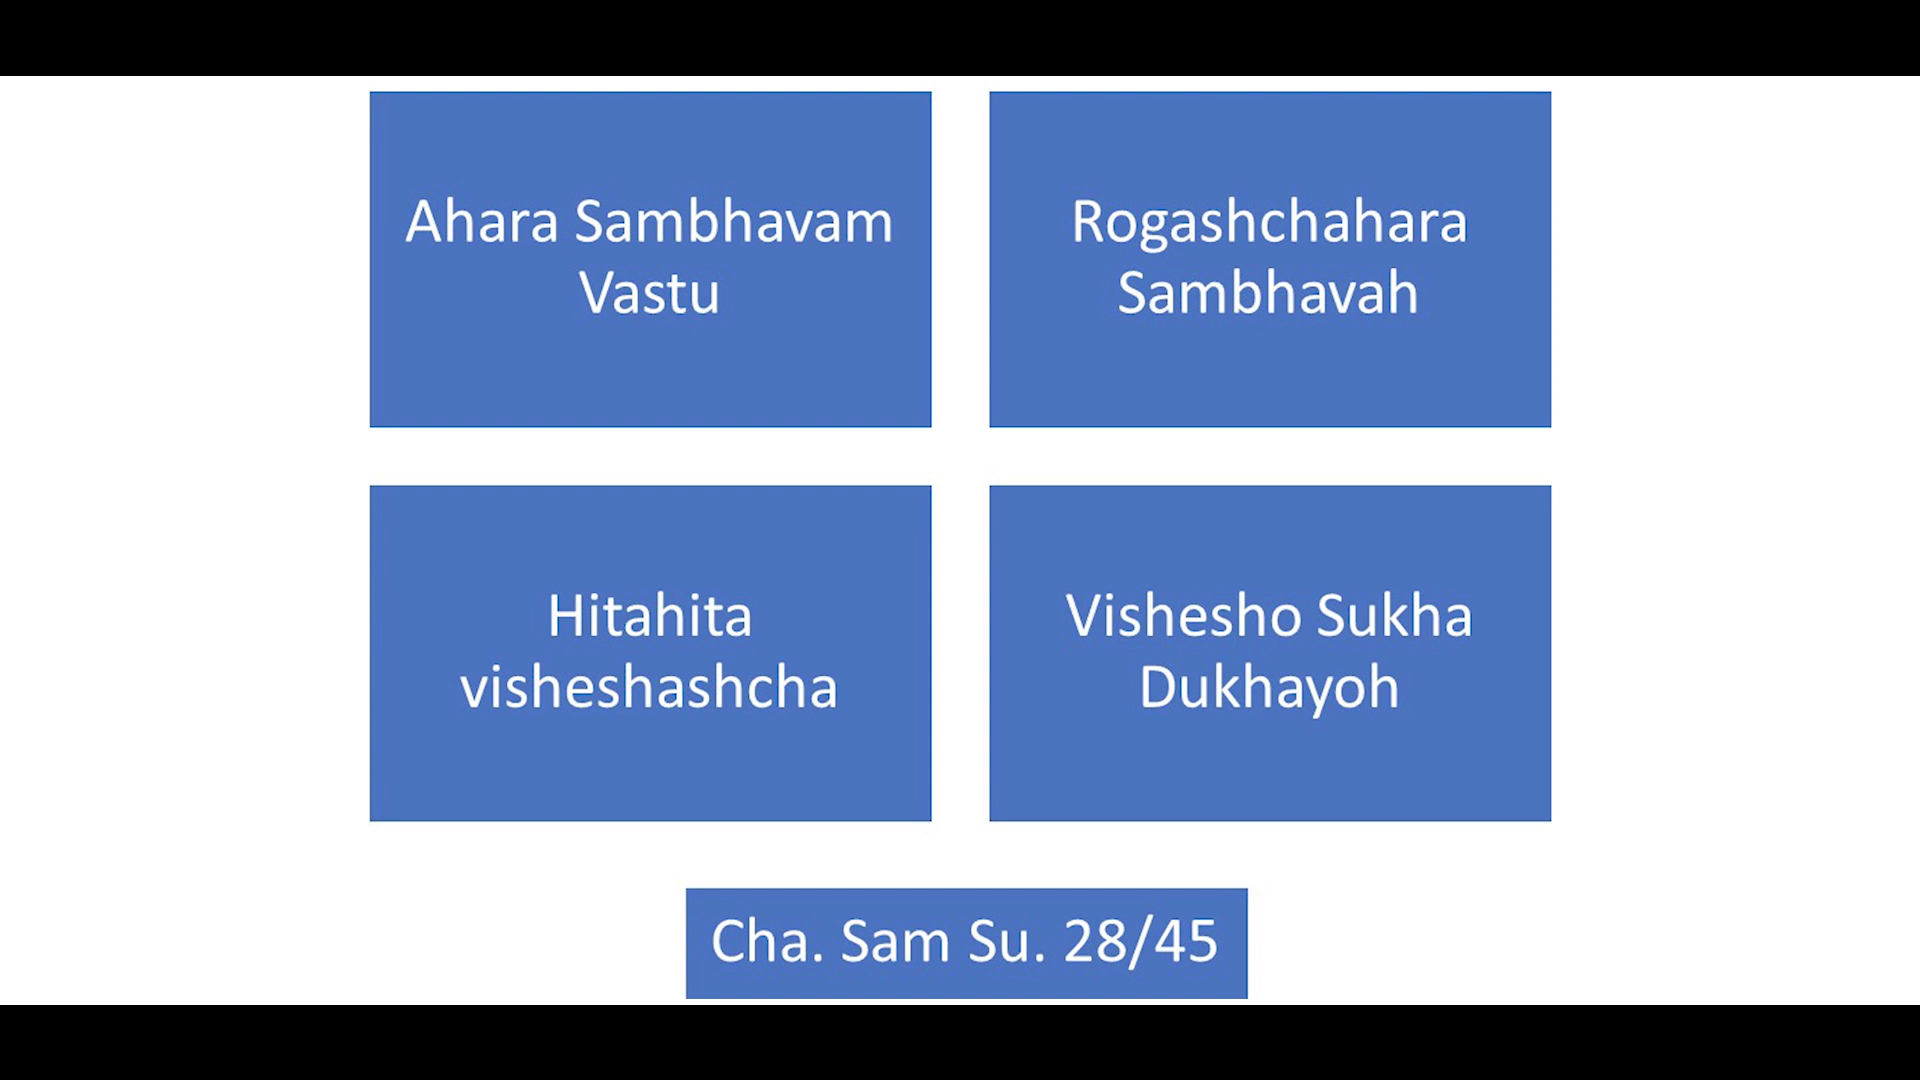 Ahara Sambhavam
Vastu
Rogashchahara
Sambhavah
Hitahita
visheshashcha
Vishesho Sukha
Dukhayoh
Cha. Sam Su. 28/45